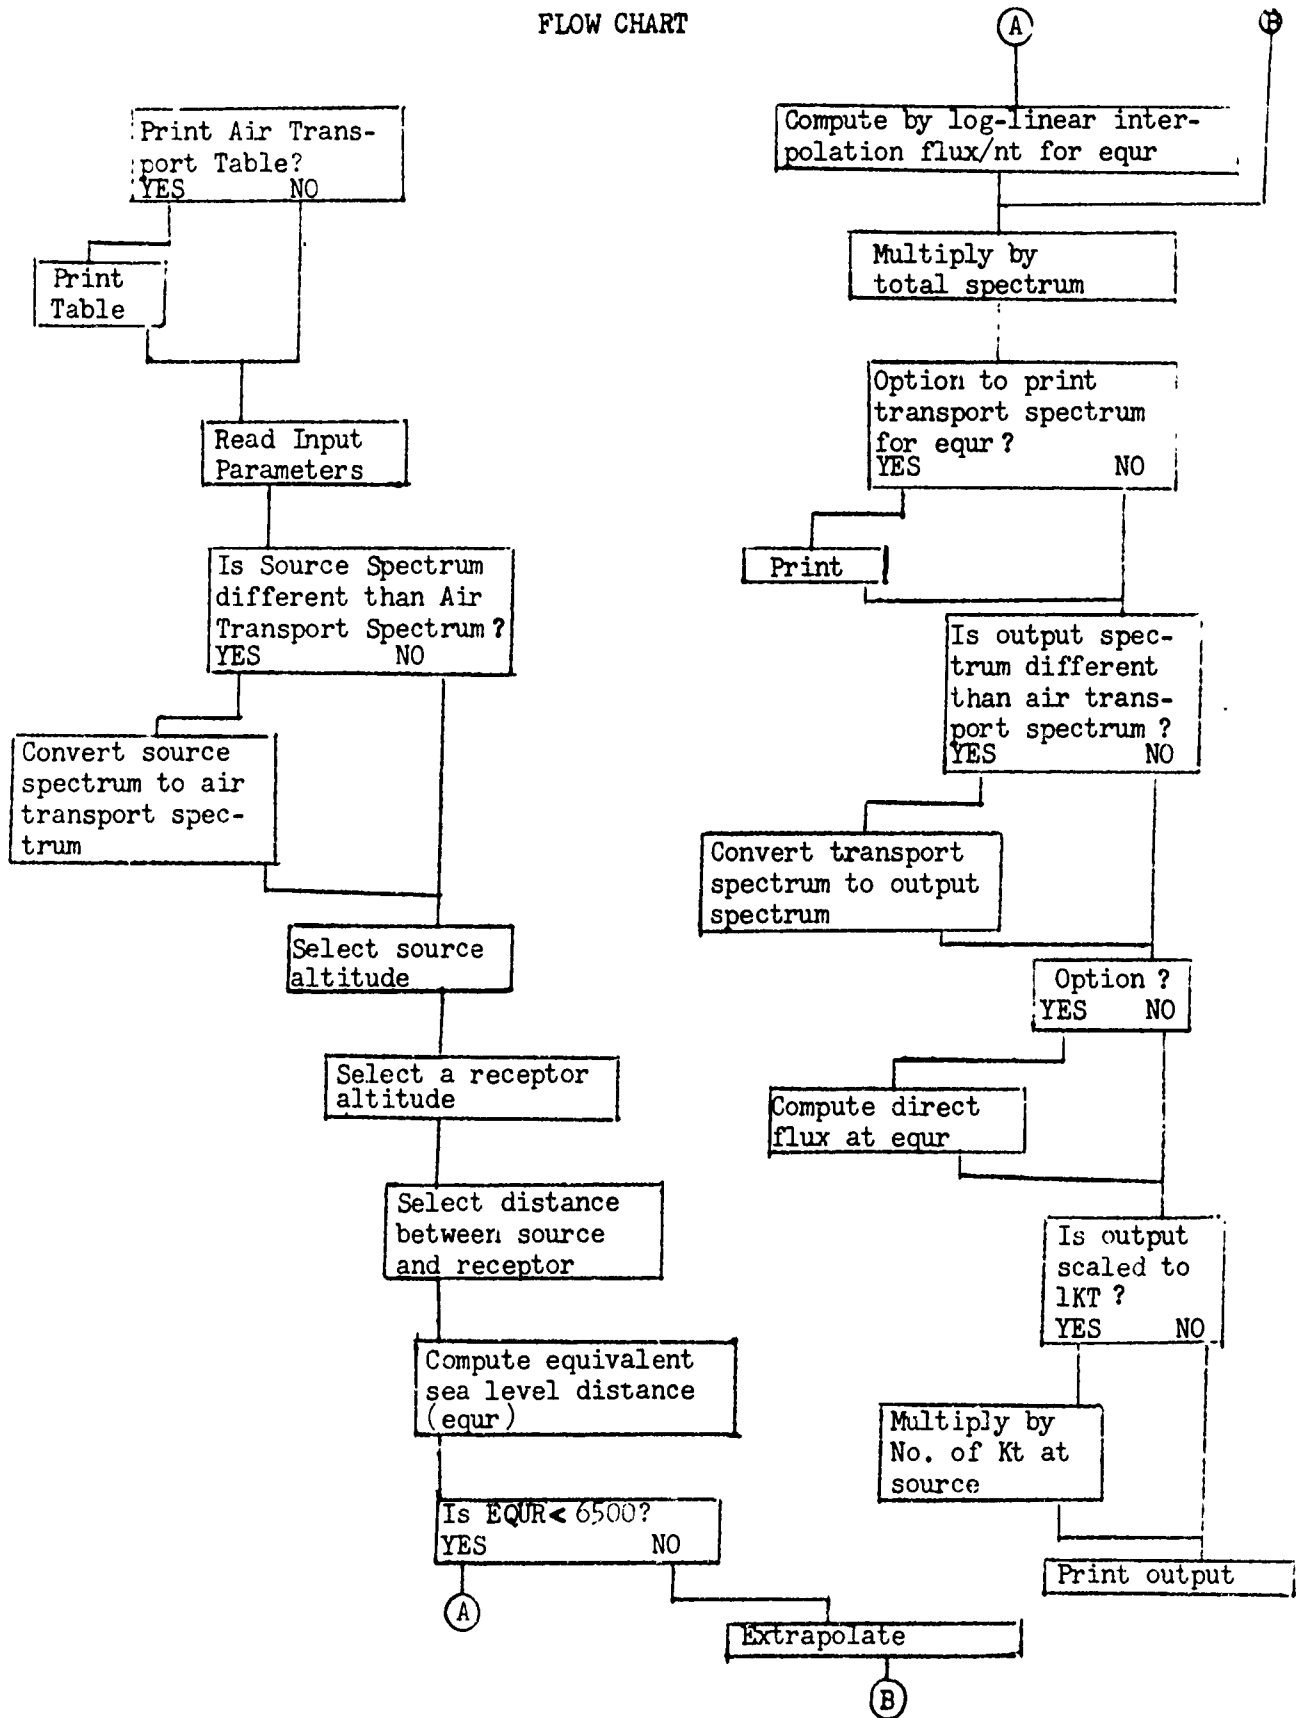 FLOW CHART
Print Air Trans-
port Table?
YES NO
Print
Table
Read Input
Parameters
Is Source Spectrum
different than Air
Transport Spectrum?
YES NO
Convert source
spectrum to air
transport spec-
trum
Select source
altitude
Select a receptor
altitude
Select distance
between source
and receptor
Compute equivalent
sea level distance
(equr)
Is EQUR< 6500?
YES NO
A
Extrapolate
B
A
B
Compute by log-linear inter-
polation flux/nt for equr
Multiply by
total spectrum
Option to print
transport spectrum
for equr?
YES NO
Print
Is output spec-
trum different
than air trans-
port spectrum?
YES NO
Convert transport
spectrum to output
spectrum
Option?
YES NO
Compute direct
flux at equr
Is output
scaled to
1KT?
YES NO
Multiply by
No. of Kt at
source
Print output